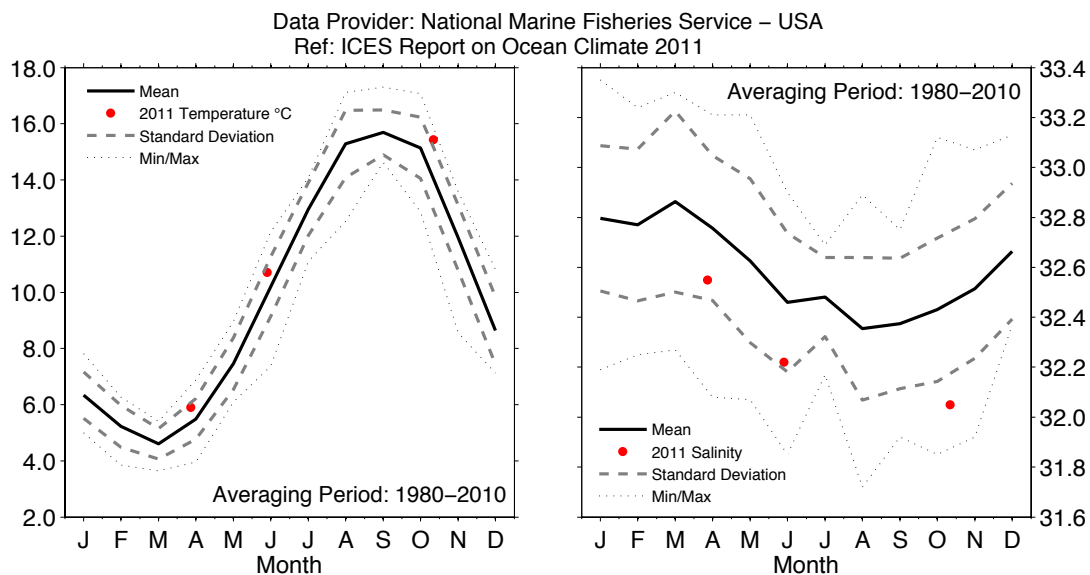 Data Provider: National Marine Fisheries Service – USA
Ref: ICES Report on Ocean Climate 2011
18.0
16.0
14.0
12.0
10.0
8.0
6.0
4.0
2.0
Mean
2011 Temperature °C
Standard Deviation
Min/Max
Averaging Period: 1980–2010
J F M A M J J A S O N D
Month
Averaging Period: 1980–2010
33.4
33.2
33.0
32.8
32.6
32.4
32.2
32.0
31.8
31.6
Mean
2011 Salinity
Standard Deviation
Min/Max
J F M A M J J A S O N D
Month